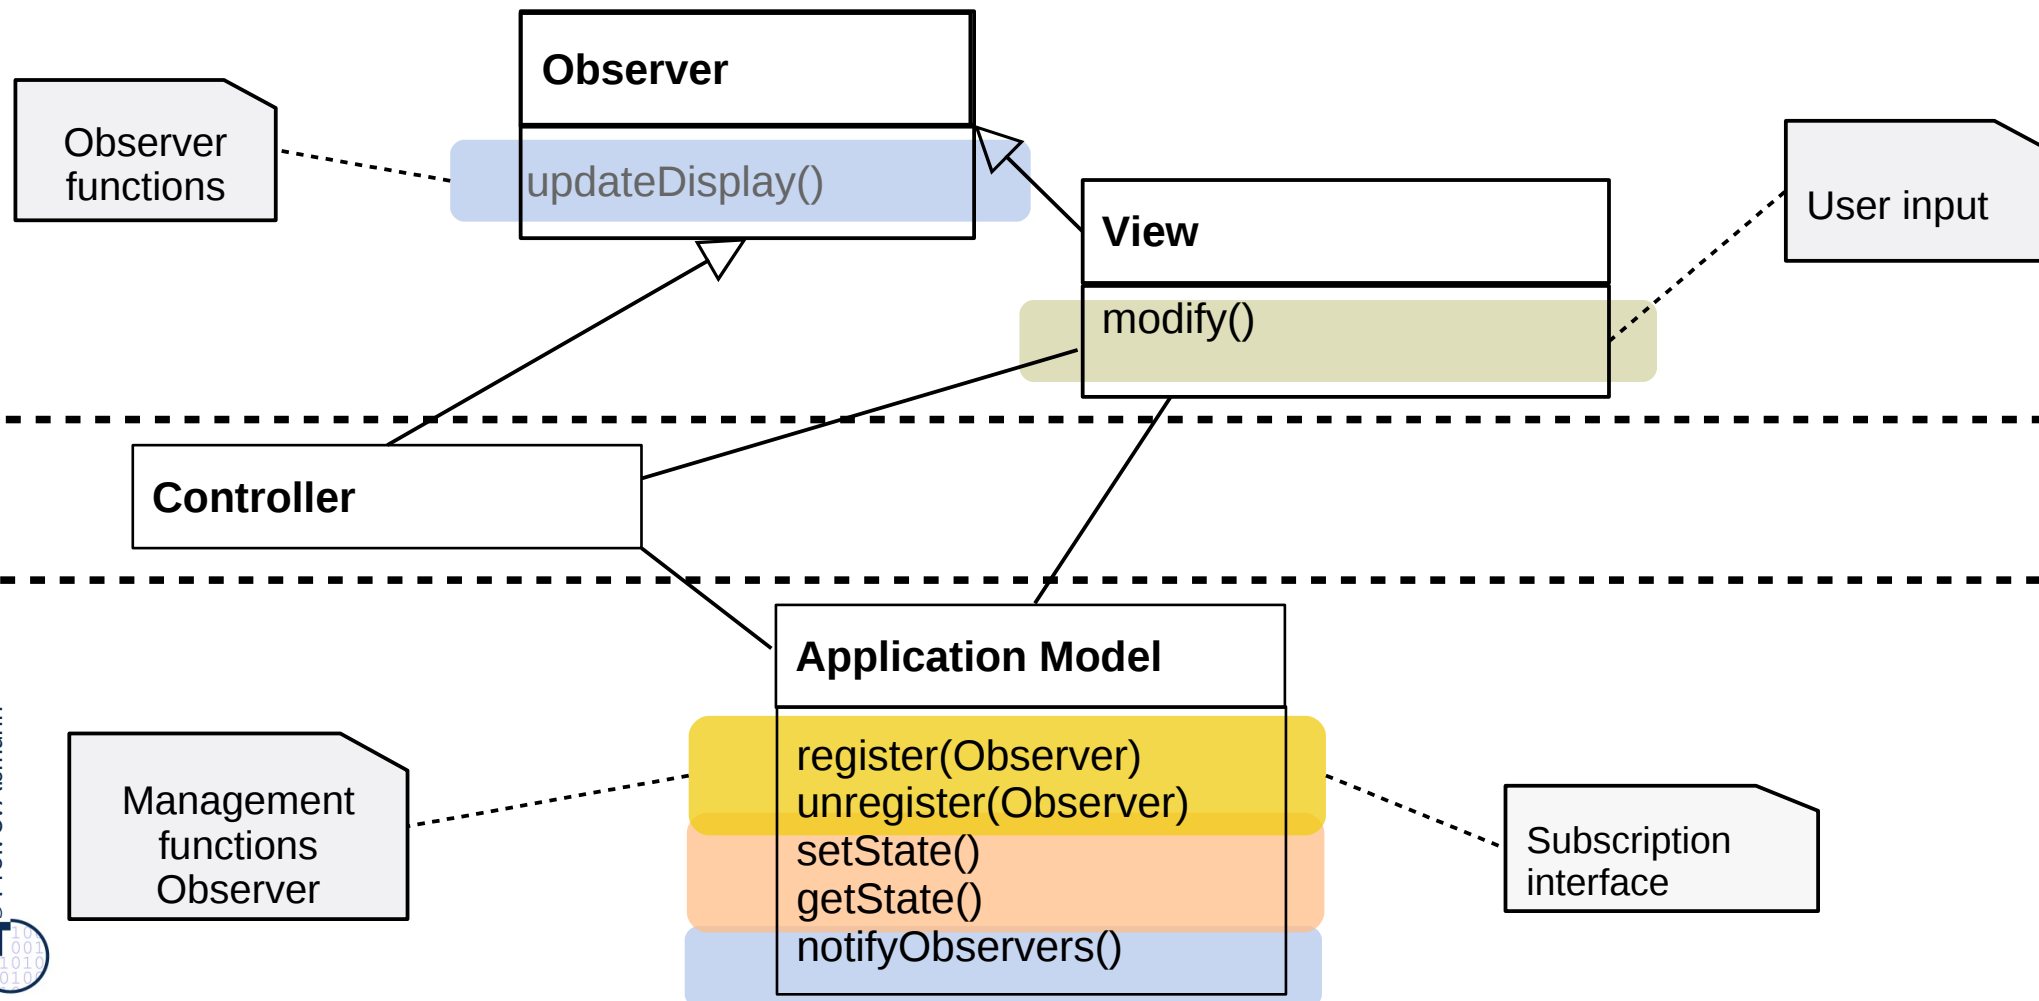 Observer
Observer
functions
updateDisplay()
User input
View
modify()
Controller
Application Model
register(Observer)
unregister(Observer)
setState()
getState()
notifyObservers()
Management
functions
Observer
Subscription
interface